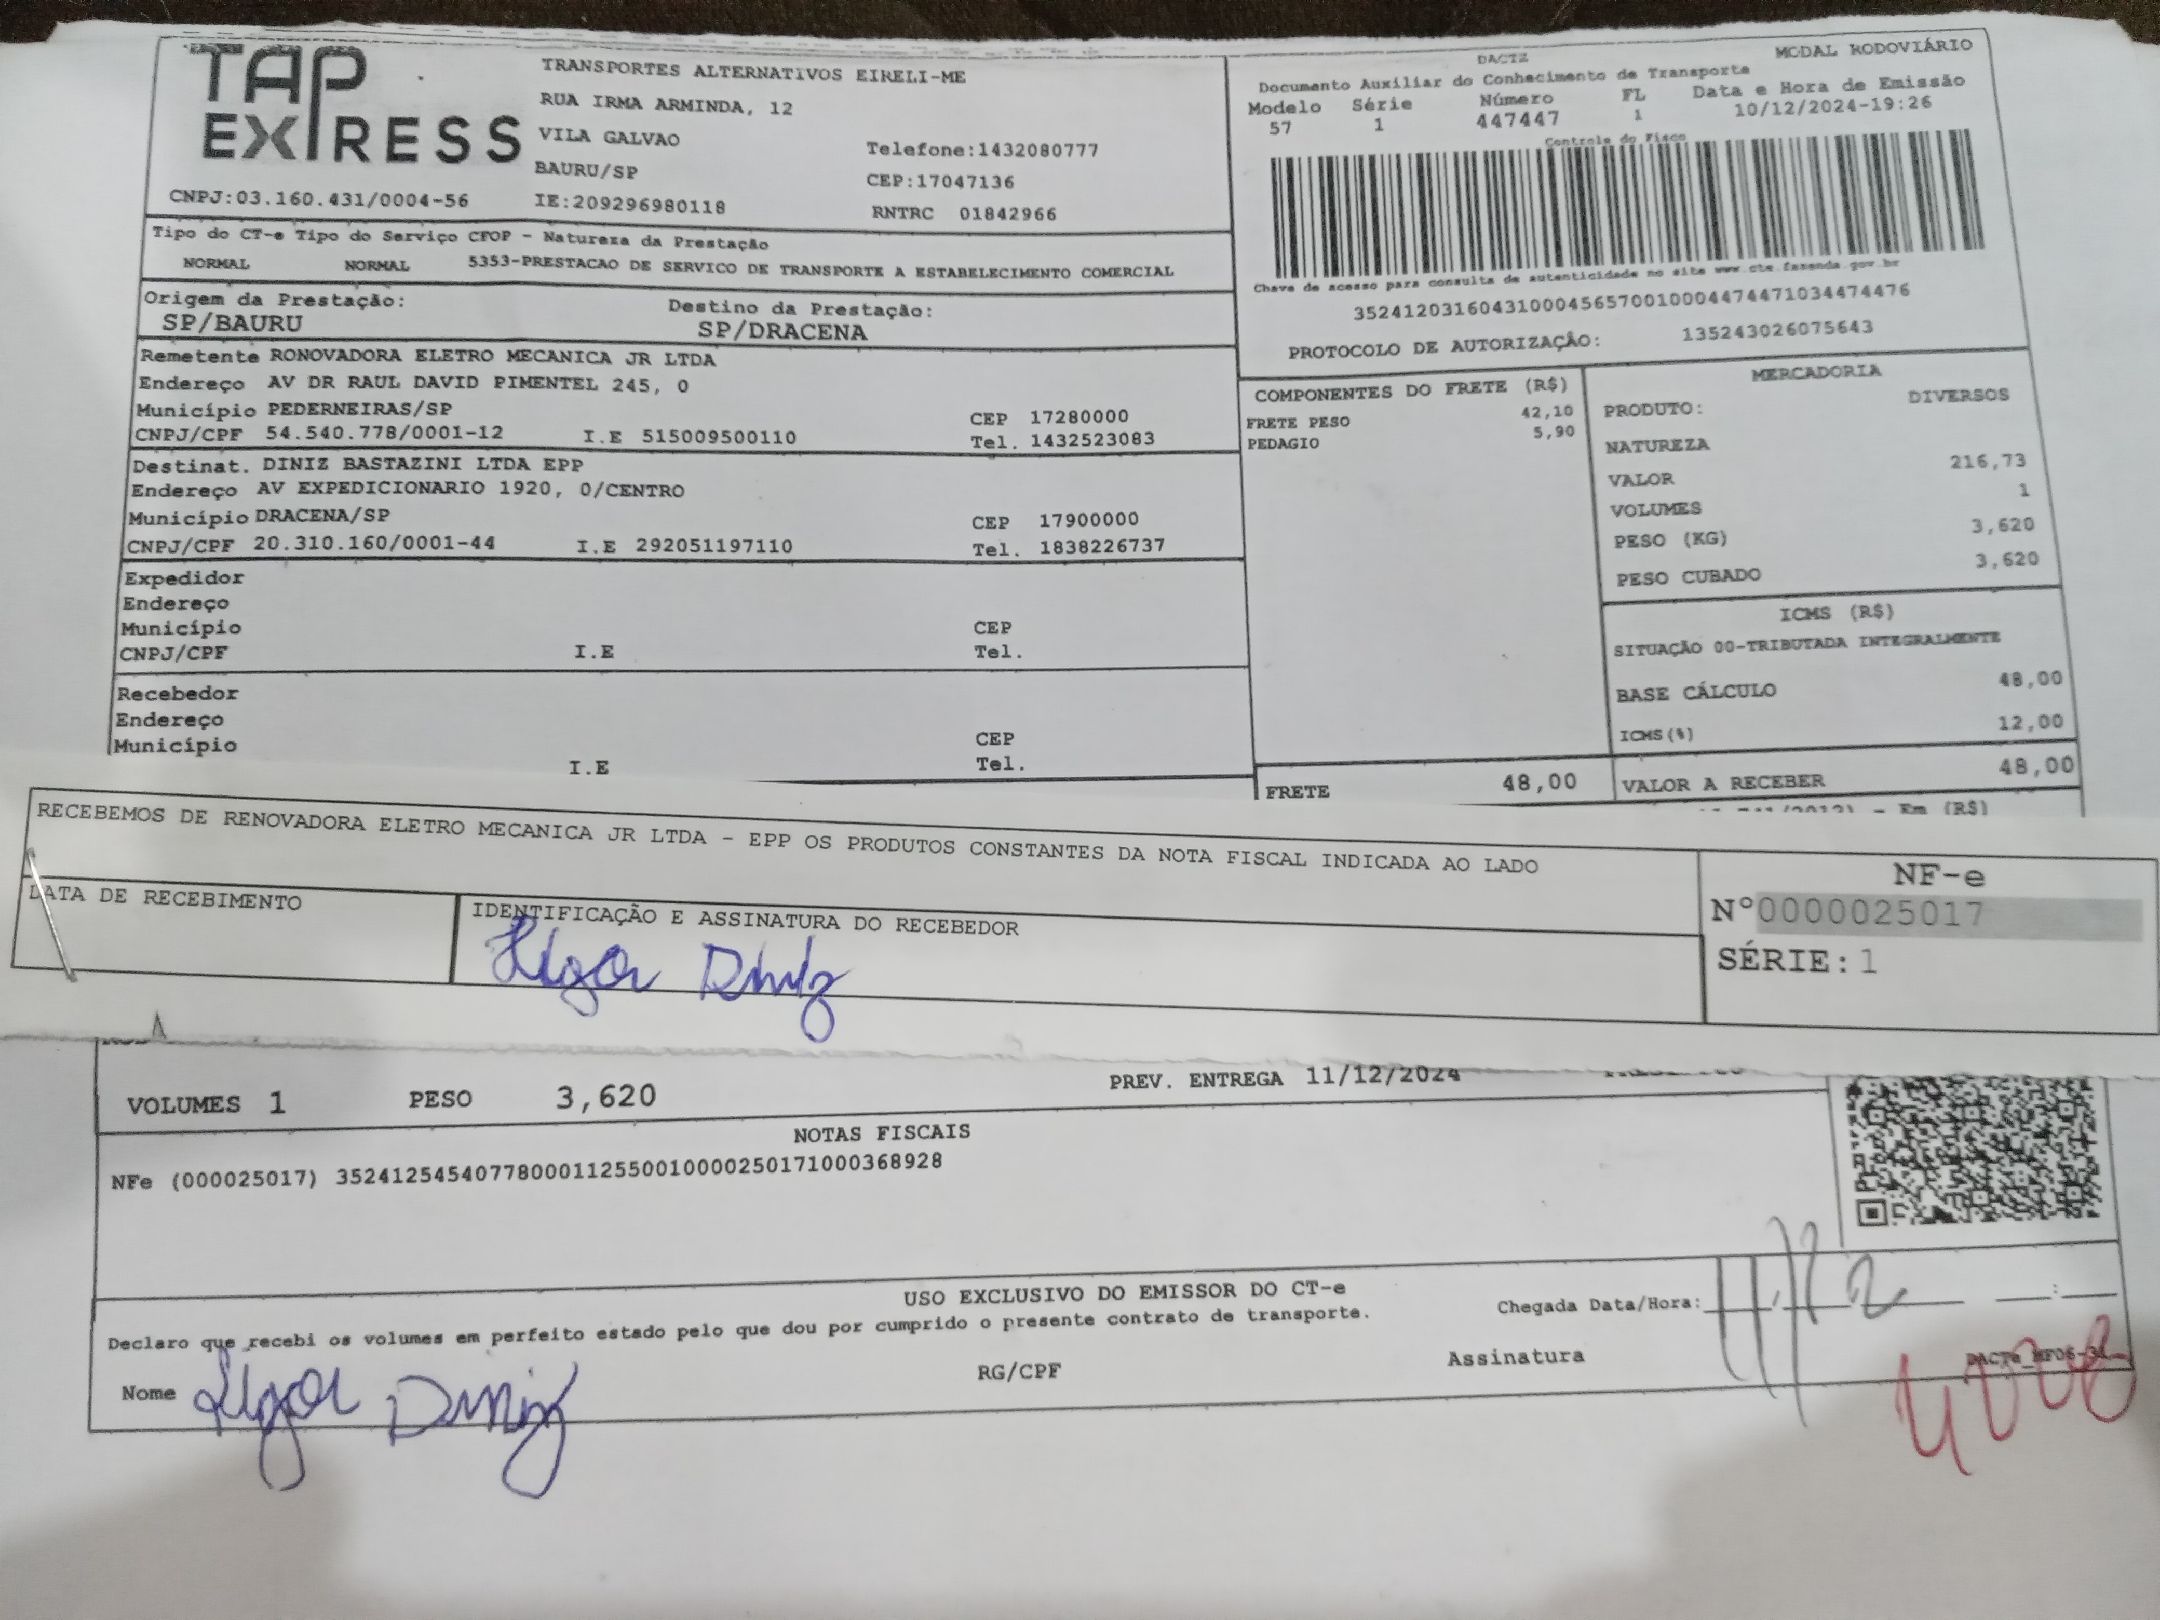 TAP EXPRESS
TRANSPORTES ALTERNATIVOS EIRELI-ME
RUA IRMA ARMINDA, 12
VILA GALVAO
Telefone:1432080777
BAURU/SP
CEP:17047136
CNPJ:03.160.431/0004-56
IE:209296980118
RNTRC 01842966
DACTE
MODAL RODOVIÁRIO
Documento Auxiliar do Conhecimento de Transporte
Modelo Série Número FL Data e Hora de Emissão
57 1 447447 1 10/12/2024-19:26
Controle do Fisco
Chave de acesso para consulta de autenticidade no site www.cte.fazenda.gov.br
35241203160431000456570010004474471034474476
PROTOCOLO DE AUTORIZAÇÃO: 135243026075643
Tipo do CT-e Tipo do Serviço CFOP - Natureza da Prestação
NORMAL NORMAL 5353-PRESTACAO DE SERVICO DE TRANSPORTE A ESTABELECIMENTO COMERCIAL
Origem da Prestação: Destino da Prestação:
SP/BAURU SP/DRACENA
Remetente RONOVADORA ELETRO MECANICA JR LTDA
Endereço AV DR RAUL DAVID PIMENTEL 245, 0
Município PEDERNEIRAS/SP CEP 17280000
CNPJ/CPF 54.540.778/0001-12 I.E 515009500110 Tel. 1432523083
Destinat. DINIZ BASTAZINI LTDA EPP
Endereço AV EXPEDICIONARIO 1920, 0/CENTRO
Município DRACENA/SP CEP 17900000
CNPJ/CPF 20.310.160/0001-44 I.E 292051197110 Tel. 1838226737
Expedidor
Endereço
Município CEP
CNPJ/CPF I.E Tel.
Recebedor
Endereço
Município CEP
I.E Tel.
COMPONENTES DO FRETE (R$)
FRETE PESO 42,10
PEDAGIO 5,90
FRETE 48,00
MERCADORIA
PRODUTO: DIVERSOS
NATUREZA
VALOR 216,73
VOLUMES 1
PESO (KG) 3,620
PESO CUBADO 3,620
ICMS (R$)
SITUAÇÃO 00-TRIBUTADA INTEGRALMENTE
BASE CÁLCULO 48,00
ICMS(%) 12,00
VALOR A RECEBER 48,00
- Em (R$)
RECEBEMOS DE RENOVADORA ELETRO MECANICA JR LTDA - EPP OS PRODUTOS CONSTANTES DA NOTA FISCAL INDICADA AO LADO
DATA DE RECEBIMENTO
IDENTIFICAÇÃO E ASSINATURA DO RECEBEDOR
Diniz
NF-e
Nº0000025017
SÉRIE:1
VOLUMES 1 PESO 3,620 PREV. ENTREGA 11/12/2024
NOTAS FISCAIS
NFe (000025017) 35241254540778000112550010000250171000368928
USO EXCLUSIVO DO EMISSOR DO CT-e
Declaro que recebi os volumes em perfeito estado pelo que dou por cumprido o presente contrato de transporte.
Chegada Data/Hora: 11/12
Nome Diniz RG/CPF Assinatura